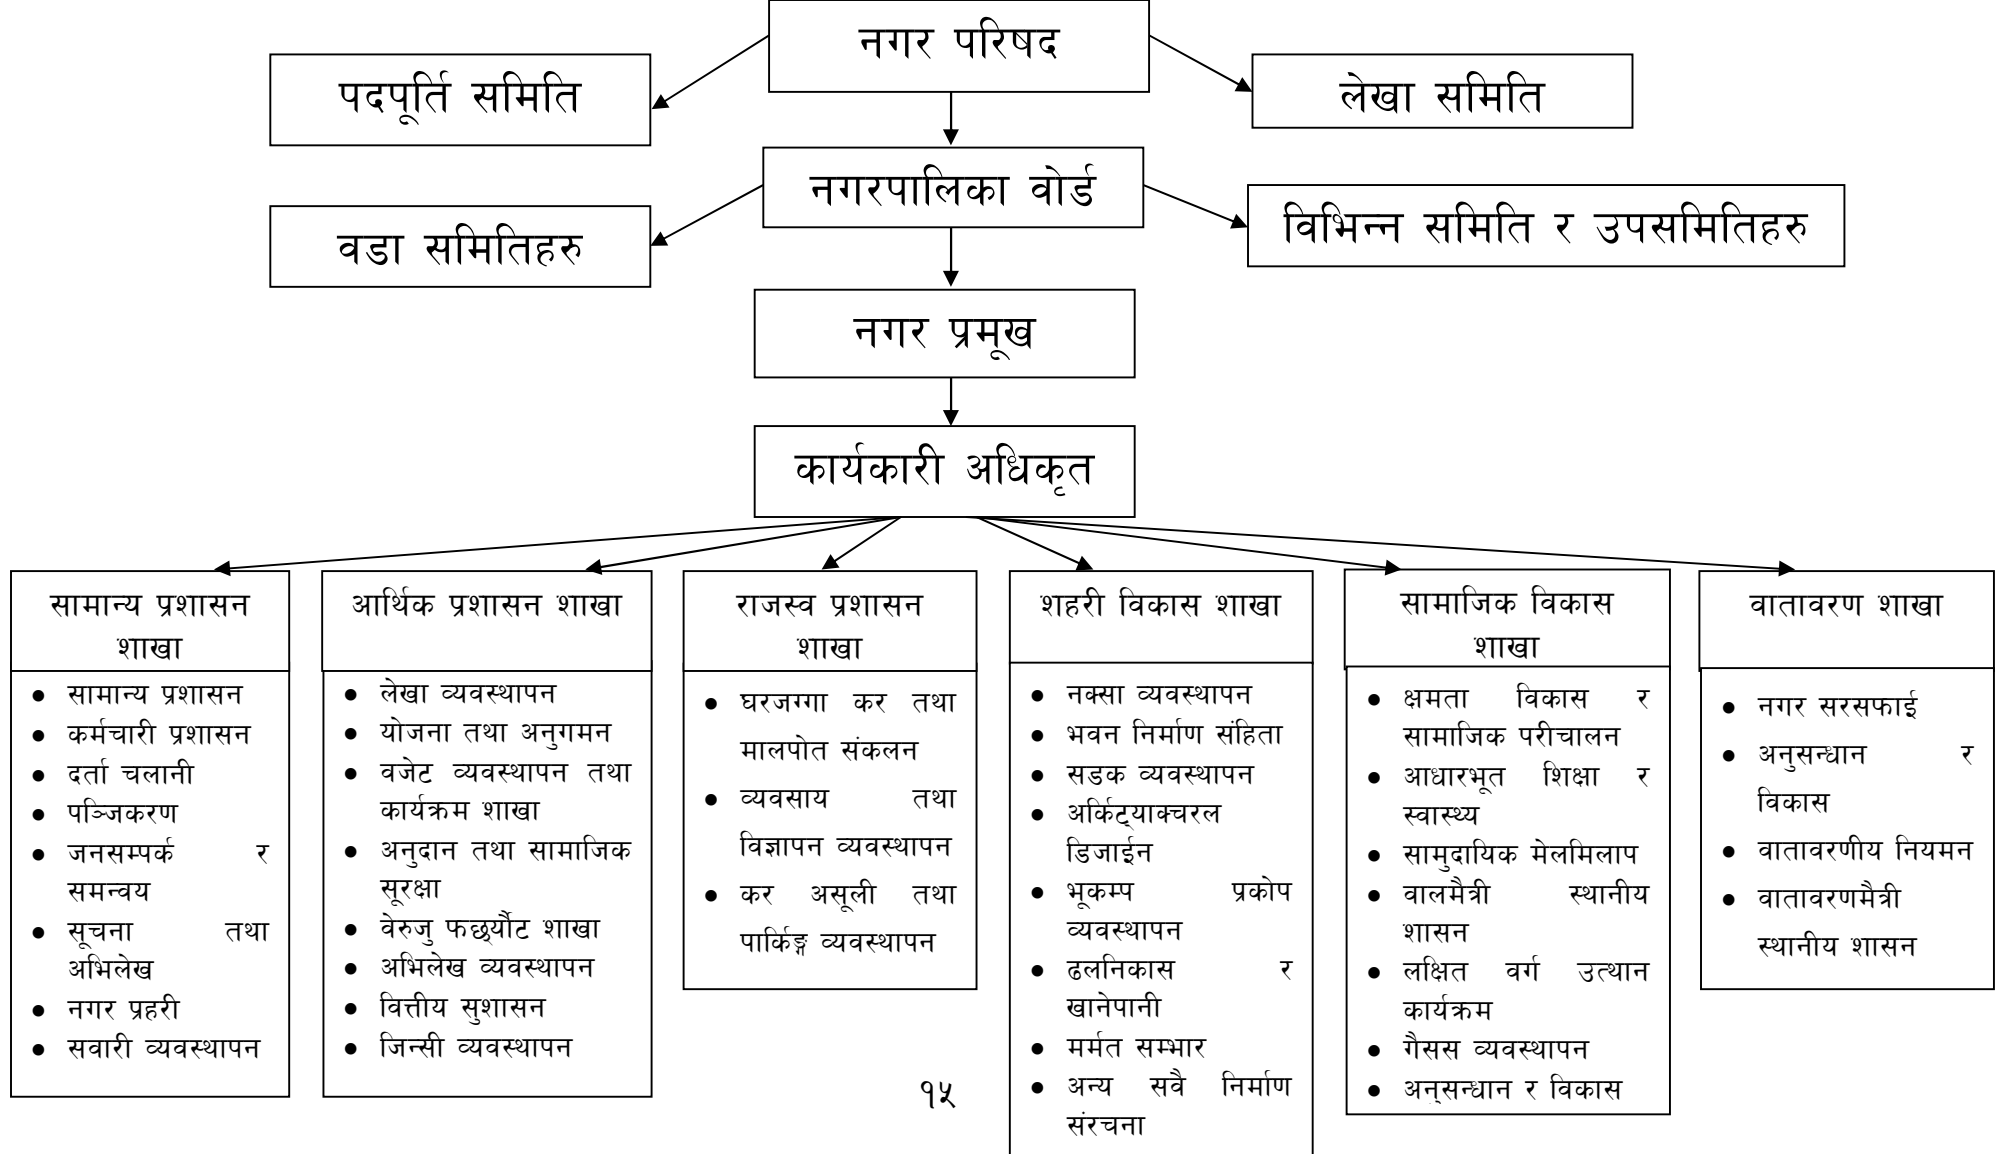 नगर परिषद
पदपूर्ति समिति
लेखा समिति
नगरपालिका वोर्ड
वडा समितिहरु
विभिन्न समिति र उपसमितिहरु
नगर प्रमूख
कार्यकारी अधिकृत
सामान्य प्रशासन
शाखा
● सामान्य प्रशासन
● कर्मचारी प्रशासन
● दर्ता चलानी
● पञ्जिकरण
● जनसम्पर्क र
समन्वय
● सूचना तथा
अभिलेख
● नगर प्रहरी
● सवारी व्यवस्थापन
आर्थिक प्रशासन शाखा
● लेखा व्यवस्थापन
● योजना तथा अनुगमन
● वजेट व्यवस्थापन तथा
कार्यक्रम शाखा
● अनुदान तथा सामाजिक
सूरक्षा
● वेरुजु फछ्र्यौट शाखा
● अभिलेख व्यवस्थापन
● वित्तीय सुशासन
● जिन्सी व्यवस्थापन
राजस्व प्रशासन
शाखा
● घरजग्गा कर तथा
मालपोत संकलन
● व्यवसाय तथा
विज्ञापन व्यवस्थापन
● कर असूली तथा
पार्किङ्ग व्यवस्थापन
शहरी विकास शाखा
● नक्सा व्यवस्थापन
● भवन निर्माण संहिता
● सडक व्यवस्थापन
● अर्किट्याक्चरल
डिजाईन
● भूकम्प प्रकोप
व्यवस्थापन
● ढलनिकास र
खानेपानी
● मर्मत सम्भार
● अन्य सवै निर्माण
संरचना
सामाजिक विकास
शाखा
● क्षमता विकास र
सामाजिक परीचालन
● आधारभूत शिक्षा र
स्वास्थ्य
● सामुदायिक मेलमिलाप
● वालमैत्री स्थानीय
शासन
● लक्षित वर्ग उत्थान
कार्यक्रम
● गैसस व्यवस्थापन
● अनुसन्धान र विकास
वातावरण शाखा
● नगर सरसफाई
● अनुसन्धान र
विकास
● वातावरणीय नियमन
● वातावरणमैत्री
स्थानीय शासन
१५